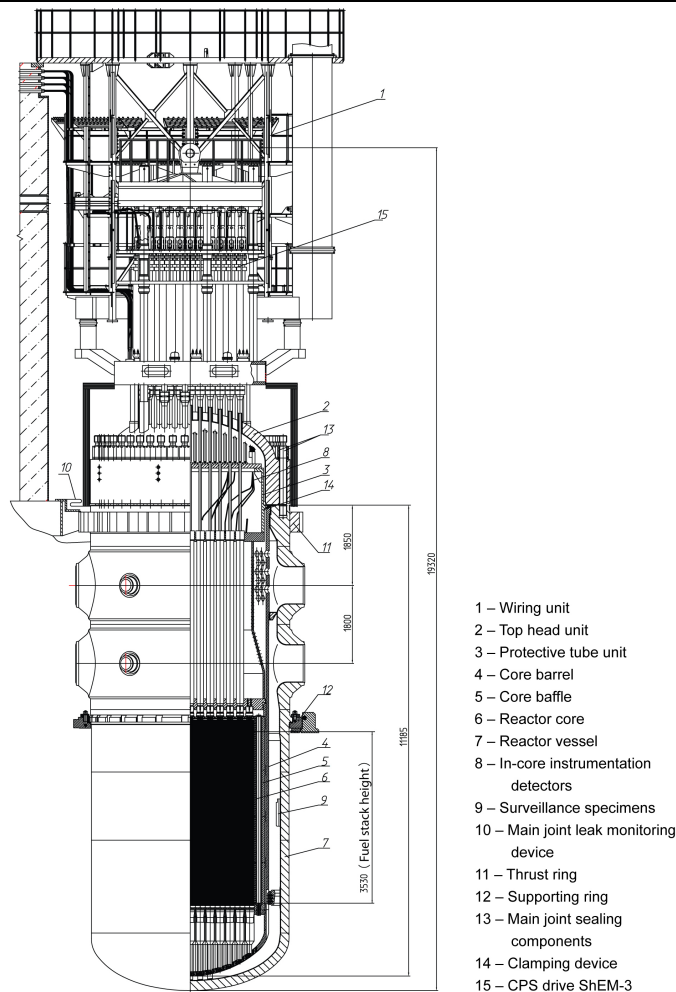 1
15
2
13
8
3
14
10
11
1850
1800
19320
12
11185
4
5
6
9
7
3530 ( Fuel stack height)
1 – Wiring unit
2 – Top head unit
3 – Protective tube unit
4 – Core barrel
5 – Core baffle
6 – Reactor core
7 – Reactor vessel
8 – In-core instrumentation
detectors
9 – Surveillance specimens
10 – Main joint leak monitoring
device
11 – Thrust ring
12 – Supporting ring
13 – Main joint sealing
components
14 – Clamping device
15 – CPS drive ShEM-3